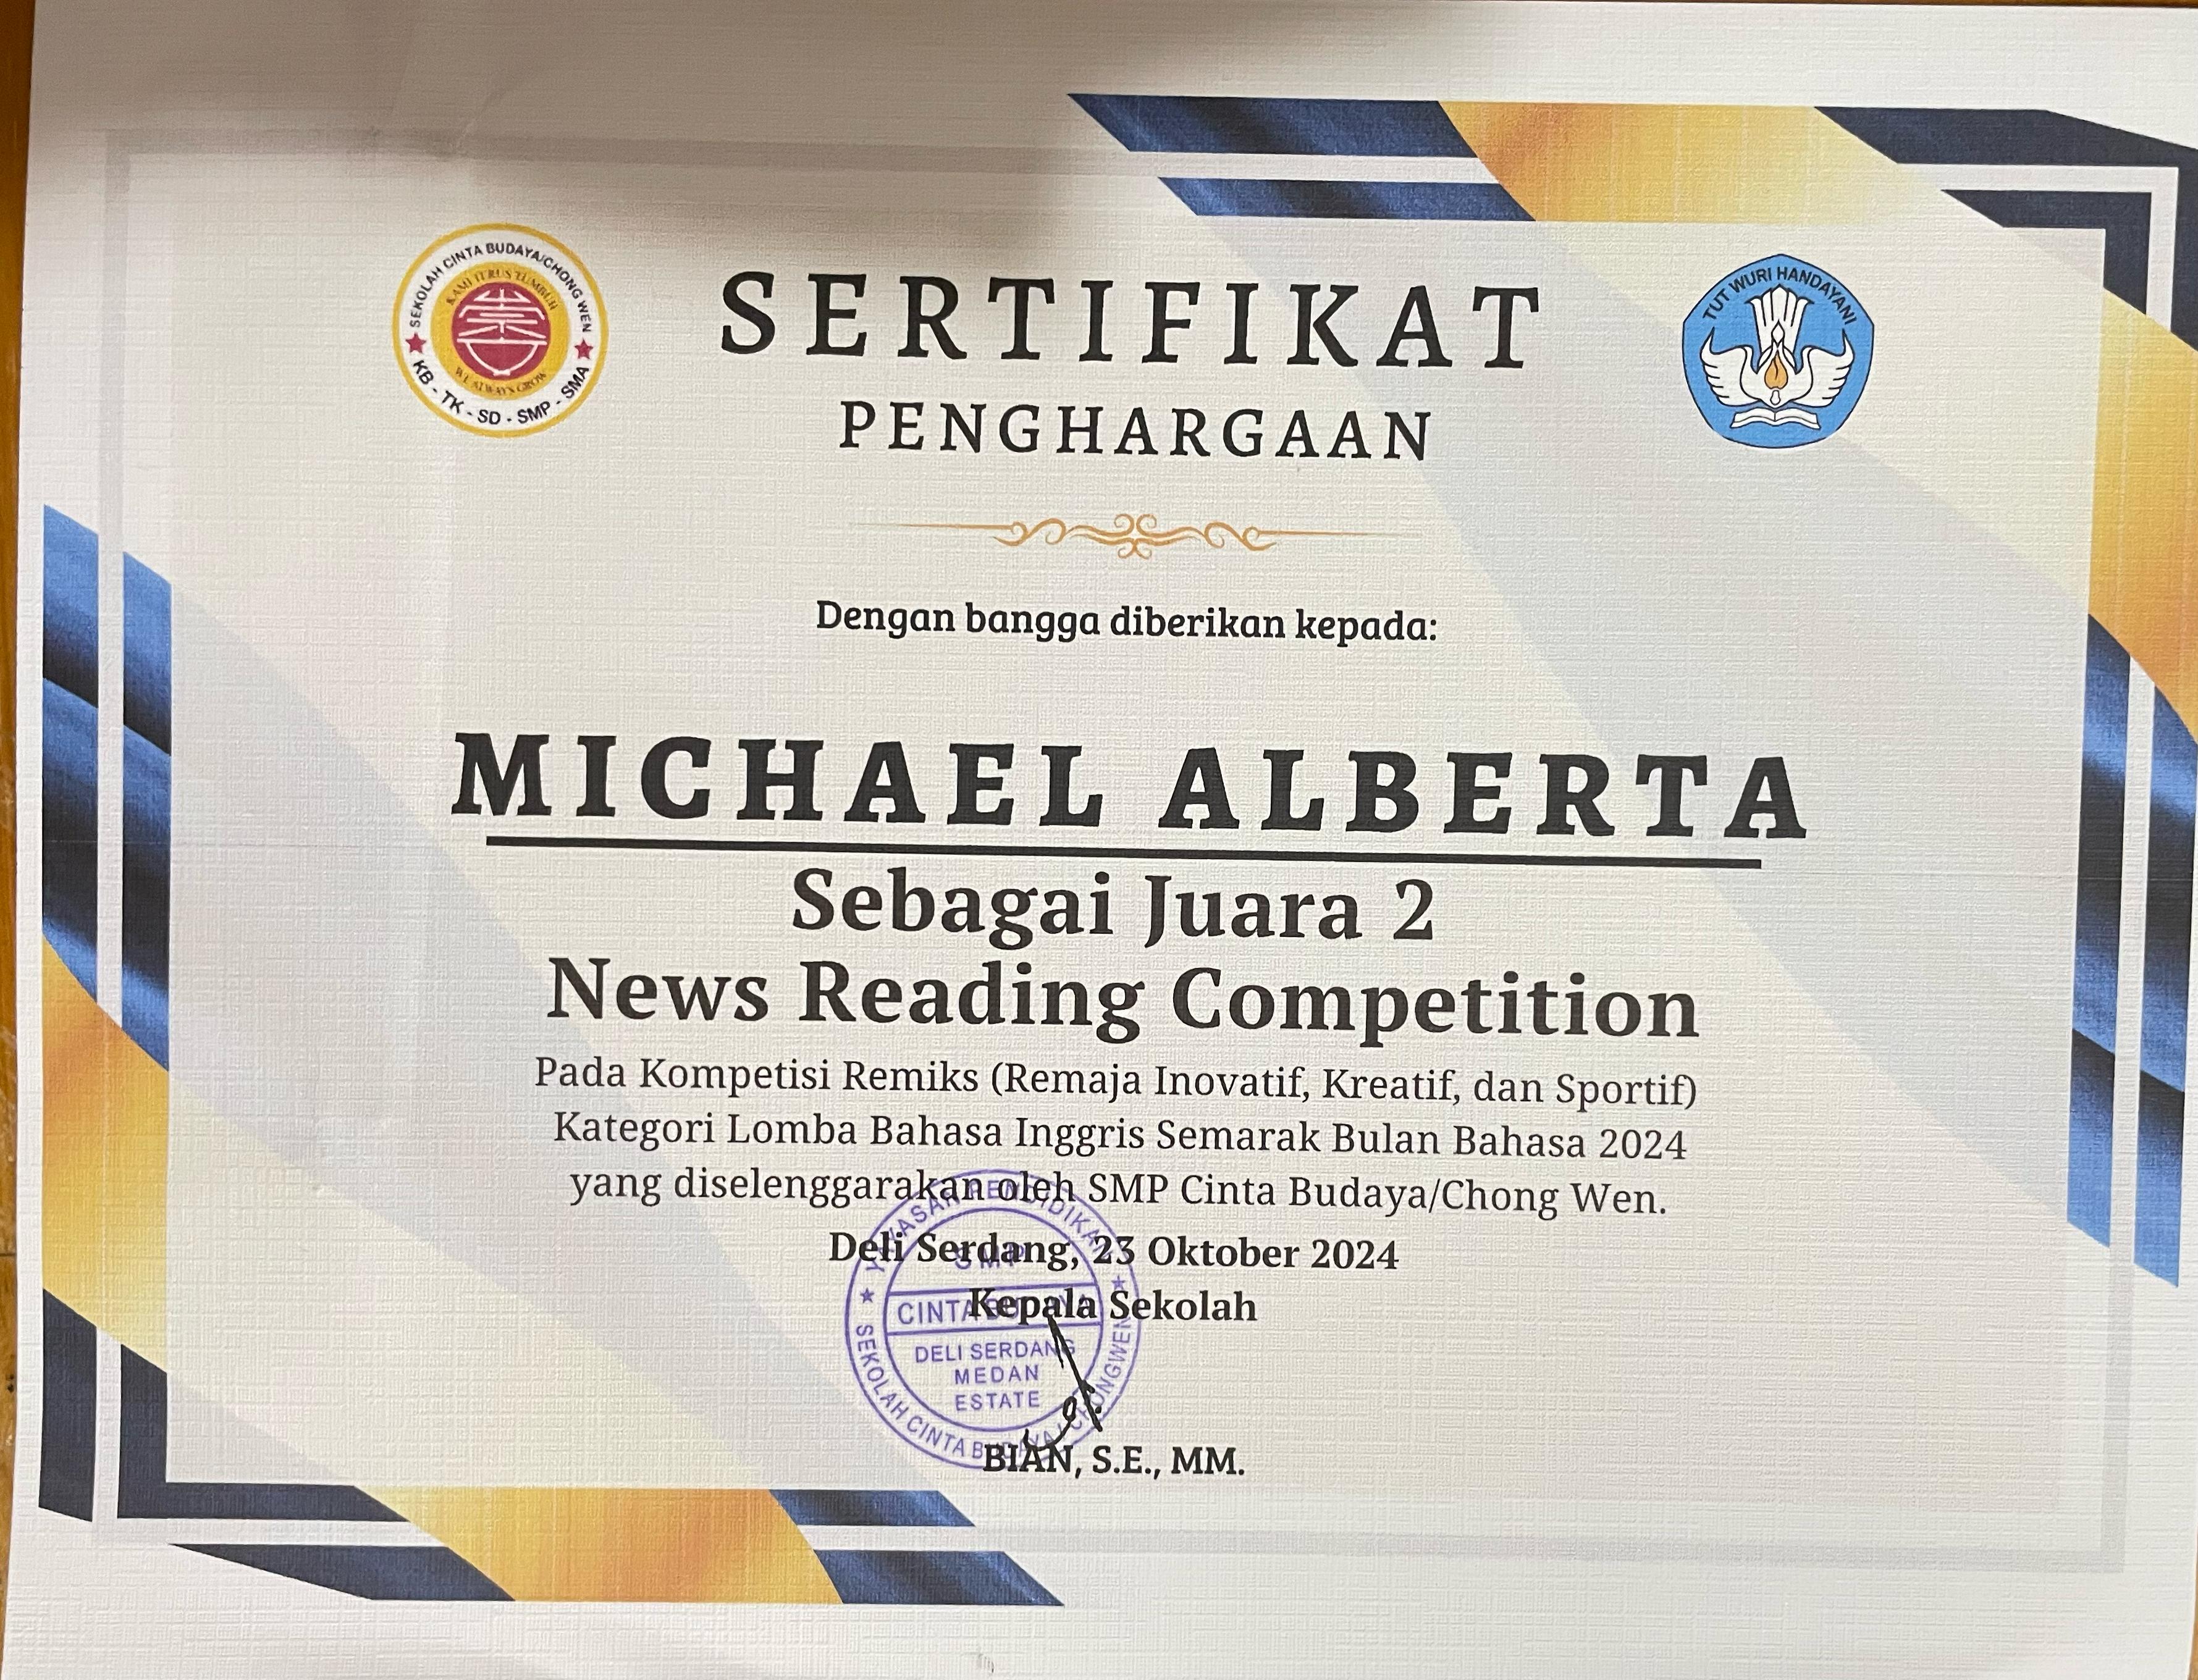 SEKOLAH CINTA BUDAYA/CHONG WEN
KAMI TERUS TUMBUH
WE ALWAYS GROW
KB - TK - SD - SMP - SMA
TUT WURI HANDAYANI
SERTIFIKAT
PENGHARGAAN
Dengan bangga diberikan kepada:
MICHAEL ALBERTA
Sebagai Juara 2
News Reading Competition
Pada Kompetisi Remiks (Remaja Inovatif, Kreatif, dan Sportif)
Kategori Lomba Bahasa Inggris Semarak Bulan Bahasa 2024
yang diselenggarakan oleh SMP Cinta Budaya/Chong Wen.
Deli Serdang, 23 Oktober 2024
Kepala Sekolah
YAYASAN PENDIDIKAN
SMP
CINTA BUDAYA
DELI SERDANG
MEDAN
ESTATE
SEKOLAH CINTA BUDAYA / CHONGWEN
BIAN, S.E., MM.